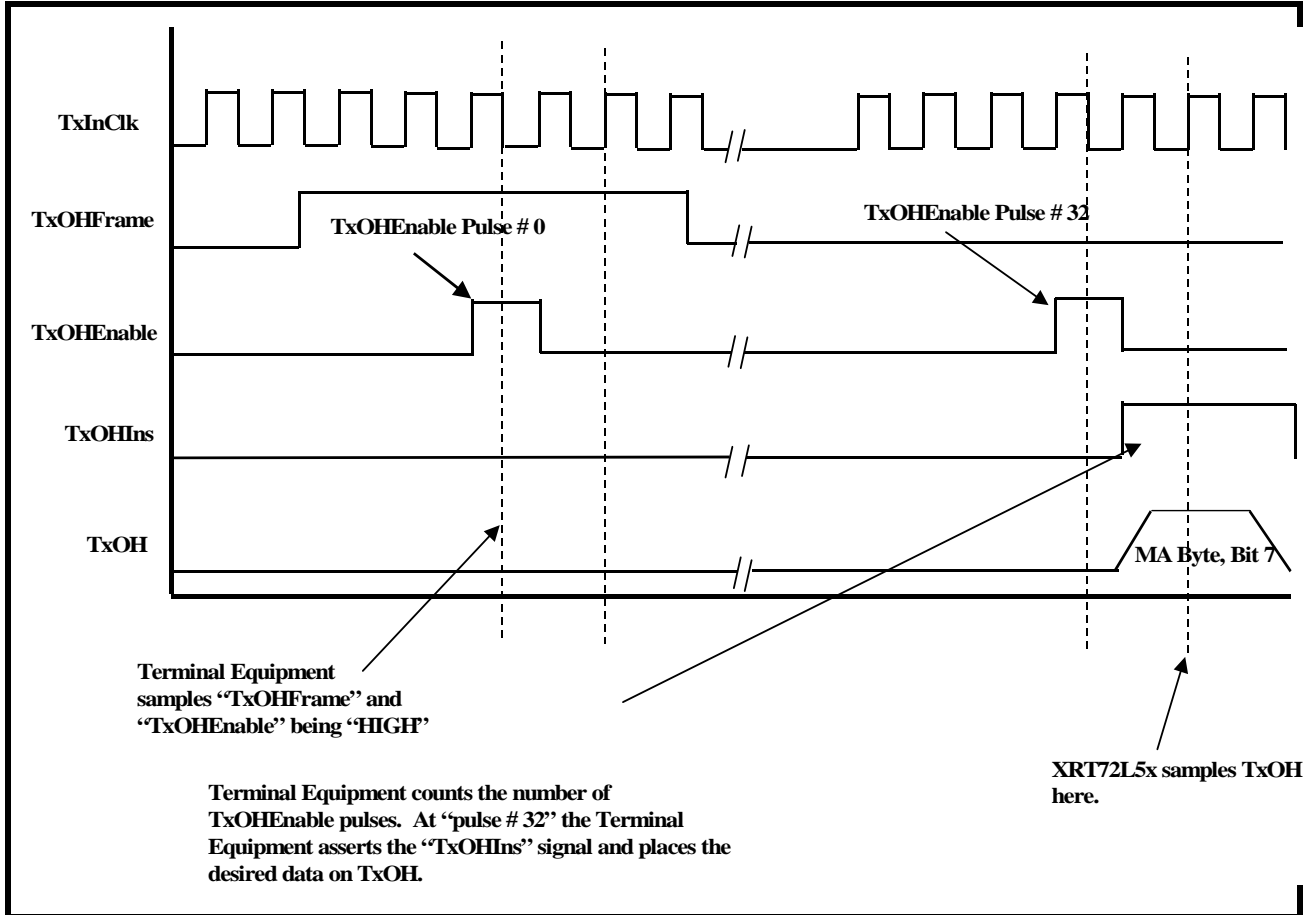 TxInClk
TxOHFrame
TxOHEnable Pulse # 0
TxOHEnable Pulse # 32
TxOHEnable
TxOHIns
TxOH
MA Byte, Bit 7
Terminal Equipment
samples “TxOHFrame” and
“TxOHEnable” being “HIGH”
XRT72L5x samples TxOH
here.
Terminal Equipment counts the number of
TxOHEnable pulses. At “pulse # 32” the Terminal
Equipment asserts the “TxOHIns” signal and places the
desired data on TxOH.